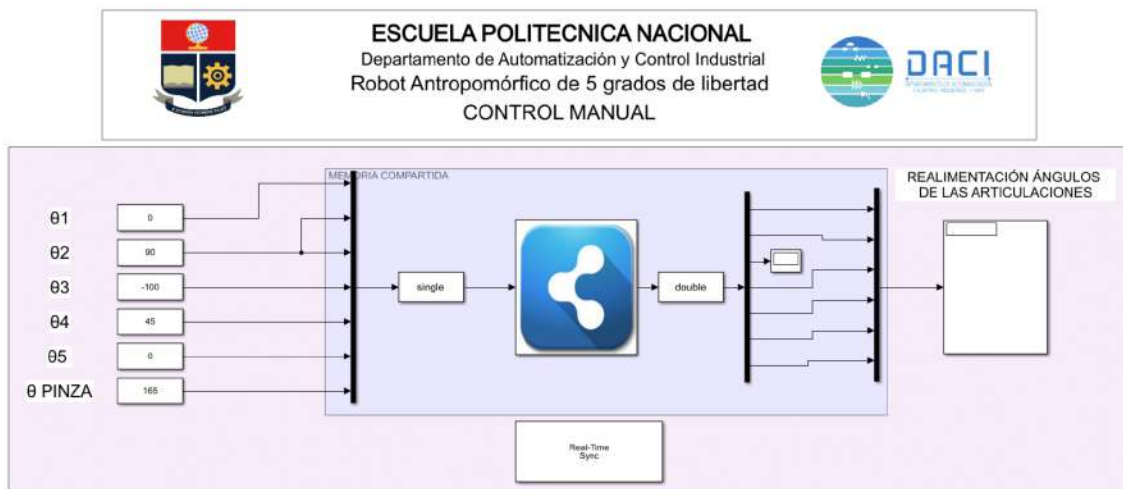 ESCUELA POLITECNICA NACIONAL
Departamento de Automatización y Control Industrial
Robot Antropomórfico de 5 grados de libertad
CONTROL MANUAL
DACI
MEMORIA COMPARTIDA
REALIMENTACIÓN ÁNGULOS
DE LAS ARTICULACIONES
θ1
0
θ2
90
θ3
-100
θ4
45
θ5
0
θ PINZA
165
single
double
Real-Time
Sync